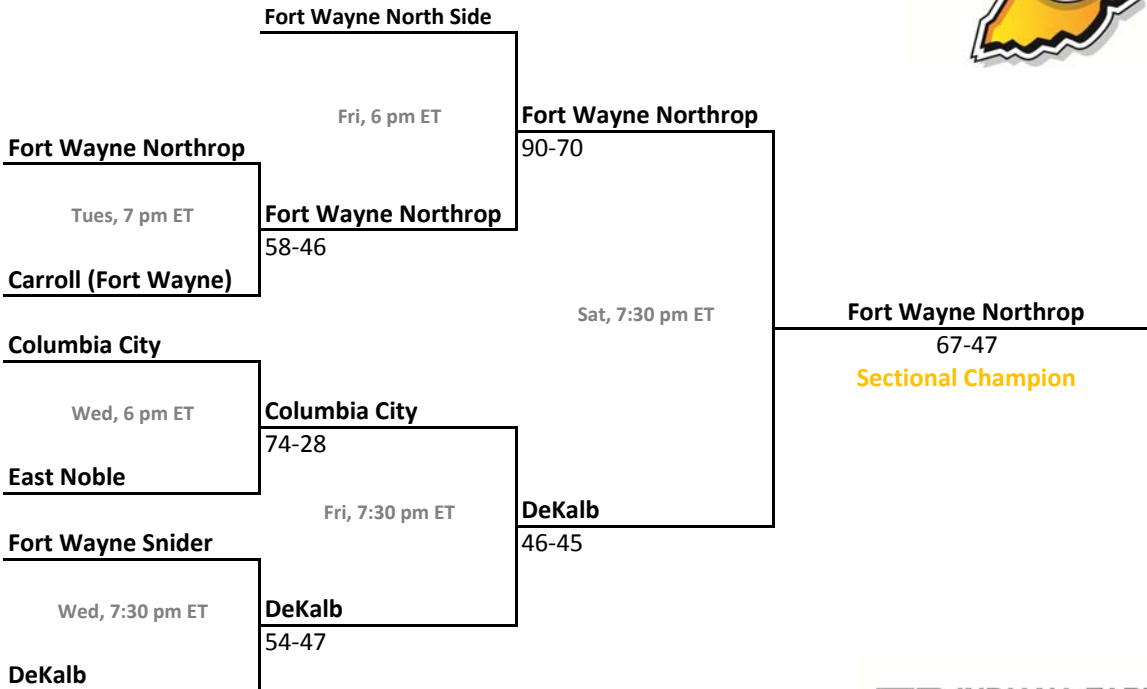 Fort Wayne North Side
Fri, 6 pm ET
Fort Wayne Northrop
90-70
Fort Wayne Northrop
Tues, 7 pm ET
Fort Wayne Northrop
58-46
Carroll (Fort Wayne)
Sat, 7:30 pm ET
Fort Wayne Northrop
67-47
Sectional Champion
Columbia City
Wed, 6 pm ET
Columbia City
74-28
East Noble
Fri, 7:30 pm ET
DeKalb
46-45
Fort Wayne Snider
Wed, 7:30 pm ET
DeKalb
54-47
DeKalb